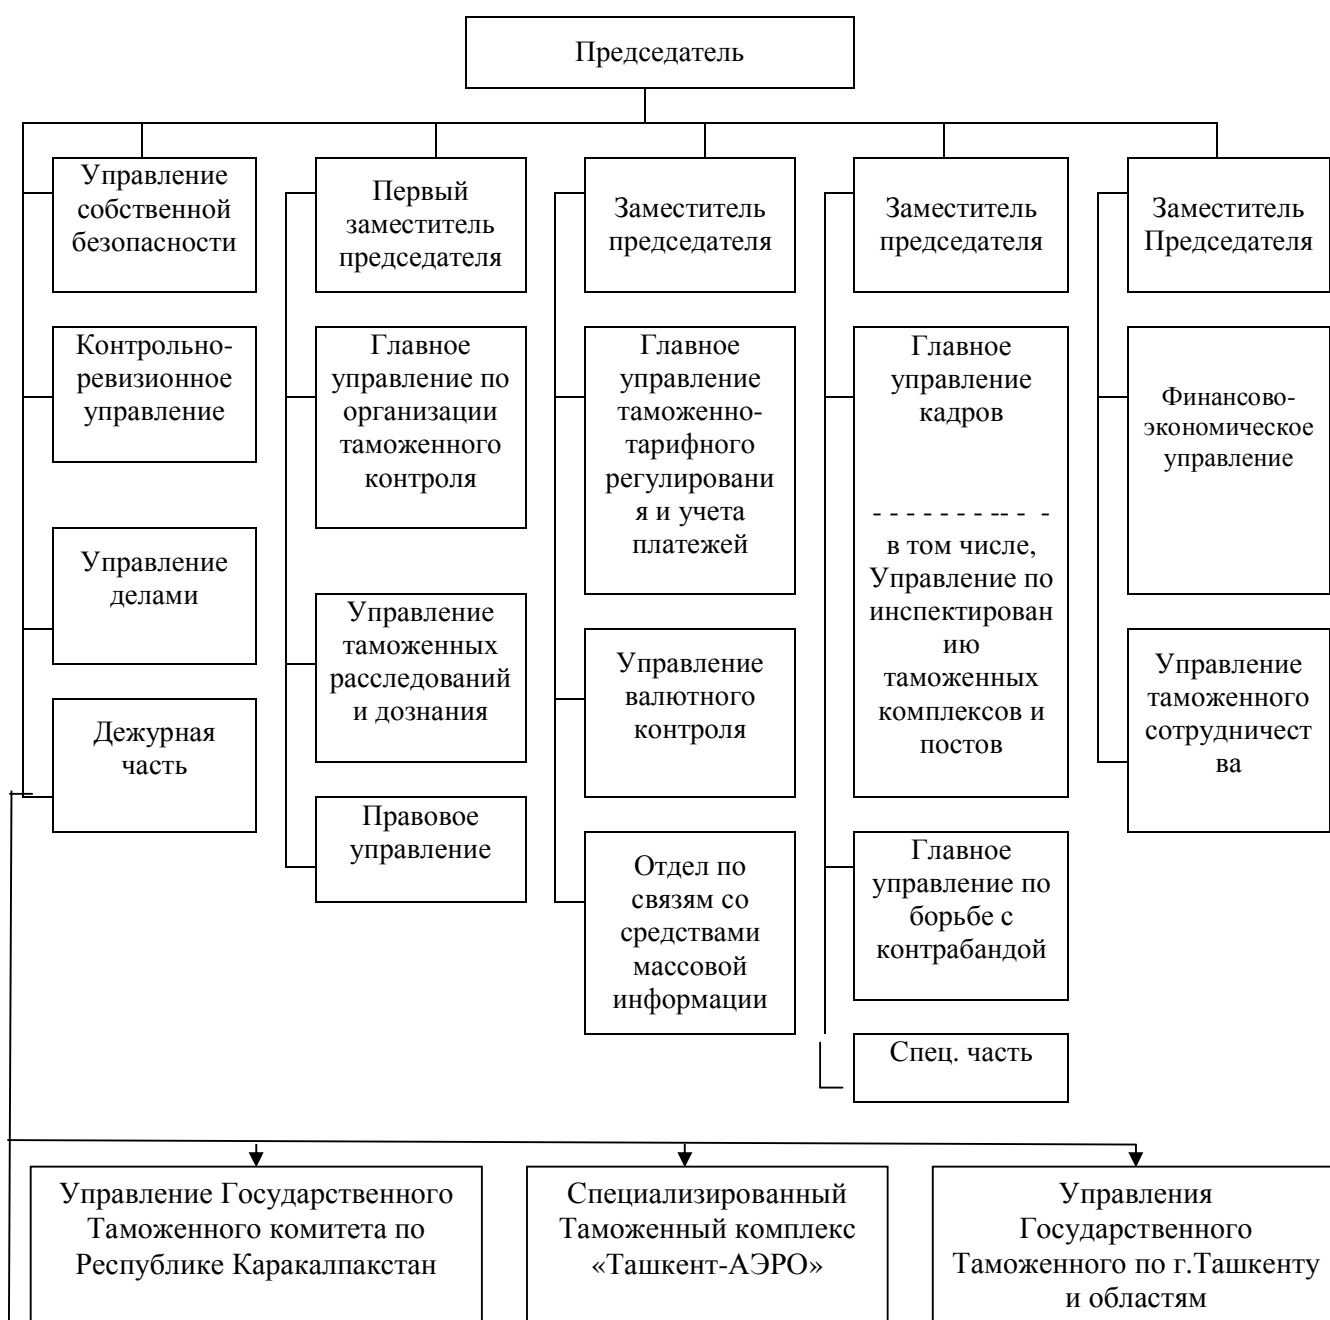 Председатель
Управление
собственной
безопасности
Первый
заместитель
председателя
Заместитель
председателя
Заместитель
председателя
Заместитель
Председателя
Контрольно-
ревизионное
управление
Главное
управление по
организации
таможенного
контроля
Главное
управление
таможенно-
тарифного
регулировани
я и учета
платежей
Главное
управление
кадров
- - - - - - - -- - -
в том числе,
Управление по
инспектирован
ию
таможенных
комплексов и
постов
Финансово-
экономическое
управление
Управление
делами
Управление
таможенных
расследований
и дознания
Управление
валютного
контроля
Управление
таможенного
сотрудничест
ва
Дежурная
часть
Правовое
управление
Отдел по
связям со
средствами
массовой
информации
Главное
управление по
борьбе с
контрабандой
Спец. часть
Управление Государственного
Таможенного комитета по
Республике Каракалпакстан
Специализированный
Таможенный комплекс
«Ташкент-АЭРО»
Управления
Государственного
Таможенного по г.Ташкенту
и областям